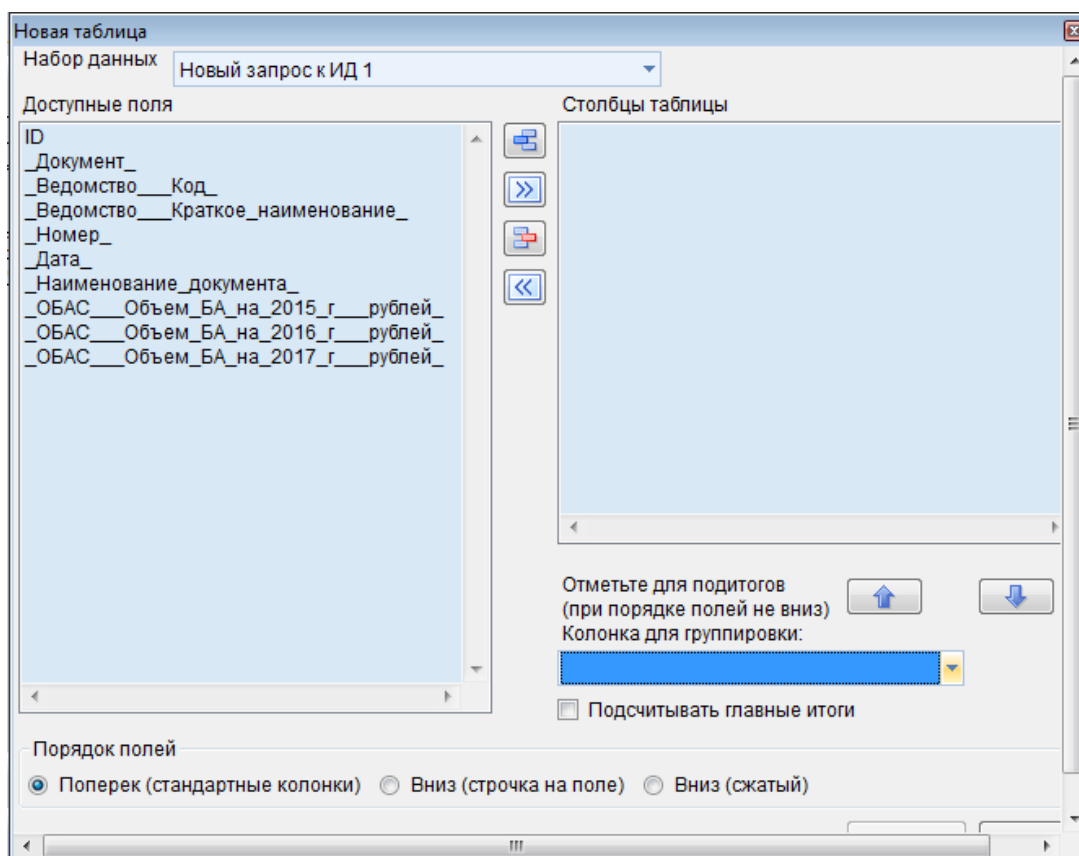 Новая таблица
Набор данных
Новый запрос к ИД 1
Доступные поля
Столбцы таблицы
ID
_Документ_
_Ведомство___Код_
_Ведомство___Краткое_наименование_
_Номер_
_Дата_
_Наименование_документа_
_ОБАС___Объем_БА_на_2015_г___рублей_
_ОБАС___Объем_БА_на_2016_г___рублей_
_ОБАС___Объем_БА_на_2017_г___рублей_
Отметьте для подитогов
(при порядке полей не вниз)
Колонка для группировки:
Подсчитывать главные итоги
Порядок полей
Поперек (стандартные колонки)
Вниз (строчка на поле)
Вниз (сжатый)